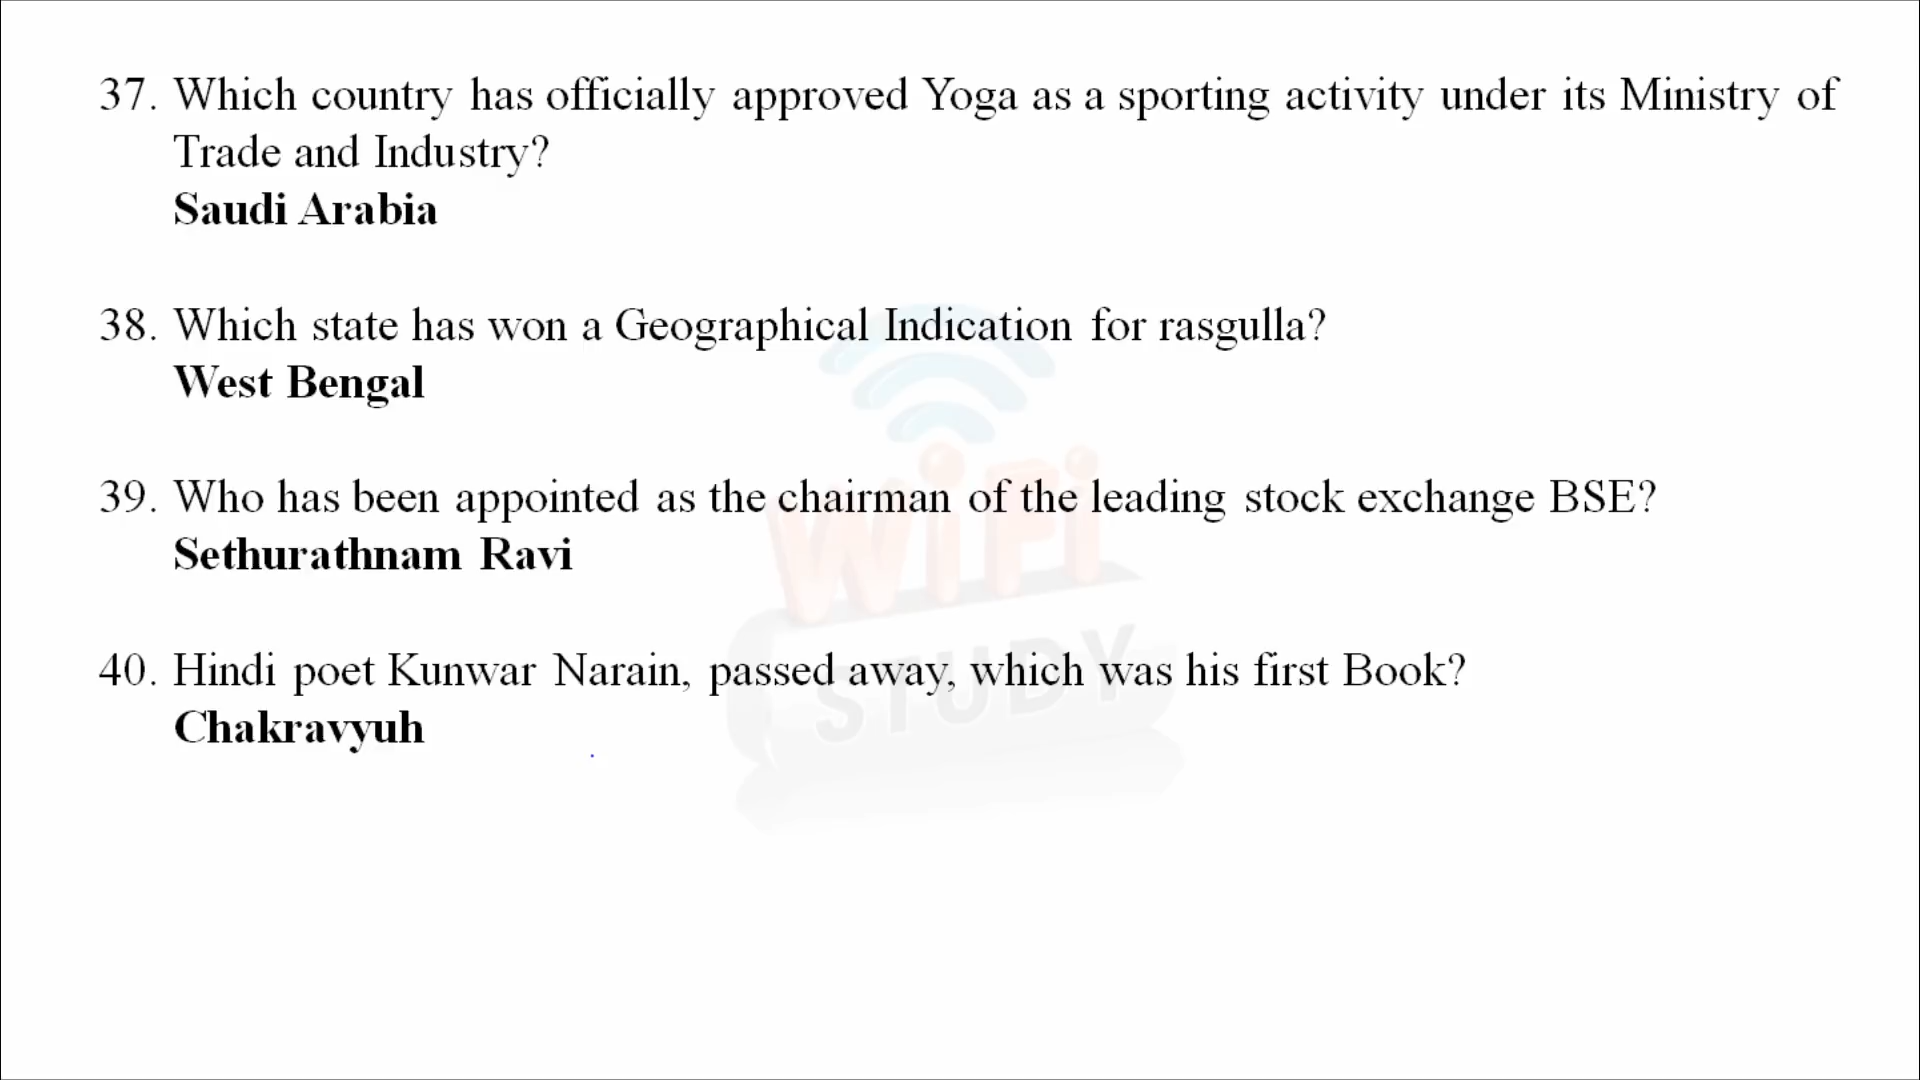 37. Which country has officially approved Yoga as a sporting activity under its Ministry of
Trade and Industry?
Saudi Arabia
38. Which state has won a Geographical Indication for rasgulla?
West Bengal
39. Who has been appointed as the chairman of the leading stock exchange BSE?
Sethurathnam Ravi
40. Hindi poet Kunwar Narain, passed away, which was his first Book?
Chakravyuh
WiFi
STUDY